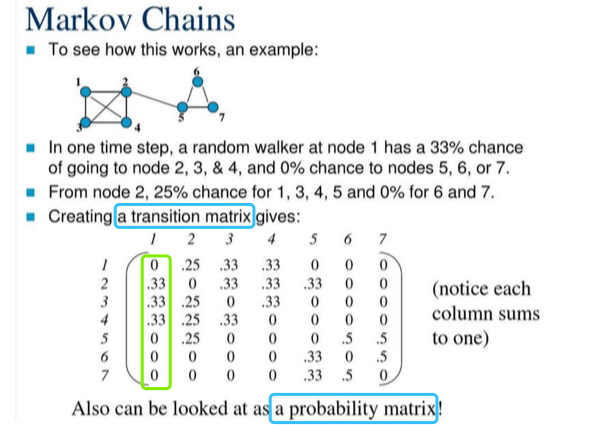 Markov Chains
To see how this works, an example:
1 2 6
3 4 5 7
In one time step, a random walker at node 1 has a 33% chance
of going to node 2, 3, & 4, and 0% chance to nodes 5, 6, or 7.
From node 2, 25% chance for 1, 3, 4, 5 and 0% for 6 and 7.
Creating a transition matrix gives:
1 2 3 4 5 6 7
1 0 .25 .33 .33 0 0 0
2 .33 0 .33 .33 .33 0 0
3 .33 .25 0 .33 0 0 0
4 .33 .25 .33 0 0 0 0
5 0 .25 0 0 0 .5 .5
6 0 0 0 0 .33 0 .5
7 0 0 0 0 .33 .5 0
(notice each
column sums
to one)
Also can be looked at as a probability matrix!